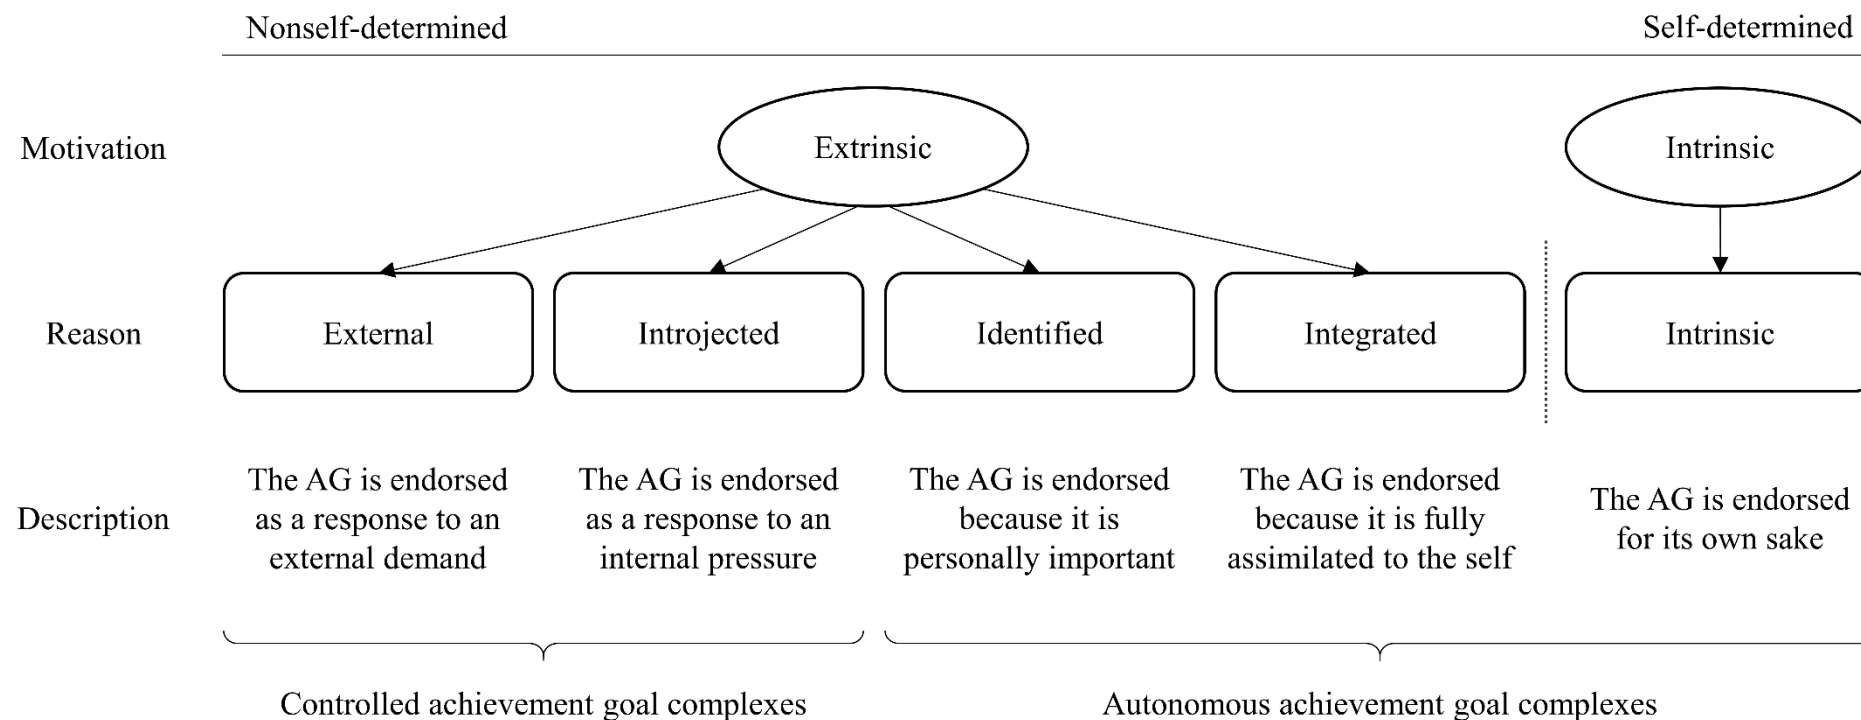 Nonself-determined
Self-determined
Motivation
Extrinsic
Intrinsic
Reason
External
Introjected
Identified
Integrated
Intrinsic
Description
The AG is endorsed
as a response to an
external demand
The AG is endorsed
as a response to an
internal pressure
The AG is endorsed
because it is
personally important
The AG is endorsed
because it is fully
assimilated to the self
The AG is endorsed
for its own sake
Controlled achievement goal complexes
Autonomous achievement goal complexes